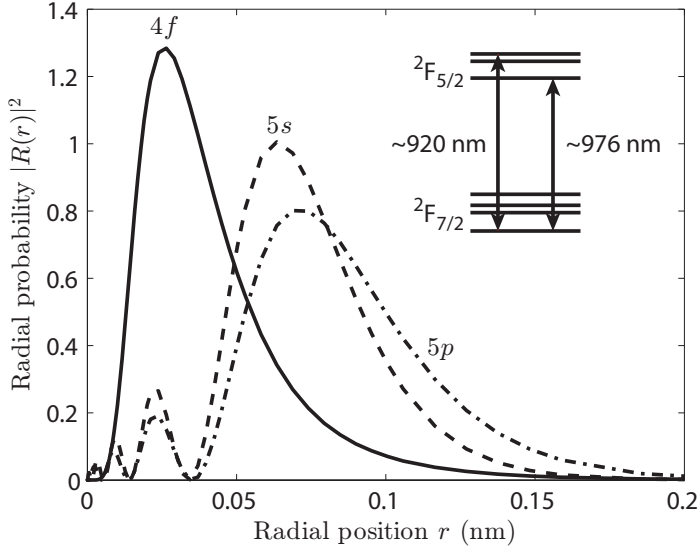 1.4
1.2
1
0.8
0.6
0.4
0.2
0
Radial probability |R(r)|²
4f
5s
5p
²F5/2
~920 nm
~976 nm
²F7/2
0
0.05
0.1
0.15
0.2
Radial position r (nm)